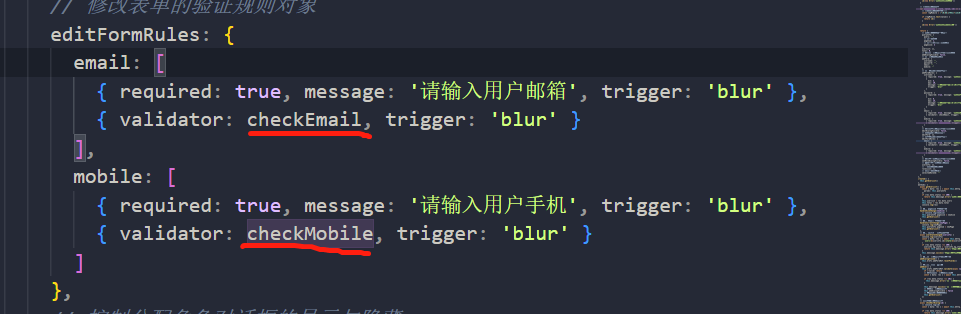 // 修改表单的验证规则对象
editFormRules: {
email: [
{ required: true, message: '请输入用户邮箱', trigger: 'blur' },
{ validator: checkEmail, trigger: 'blur' }
],
mobile: [
{ required: true, message: '请输入用户手机', trigger: 'blur' },
{ validator: checkMobile, trigger: 'blur' }
]
},